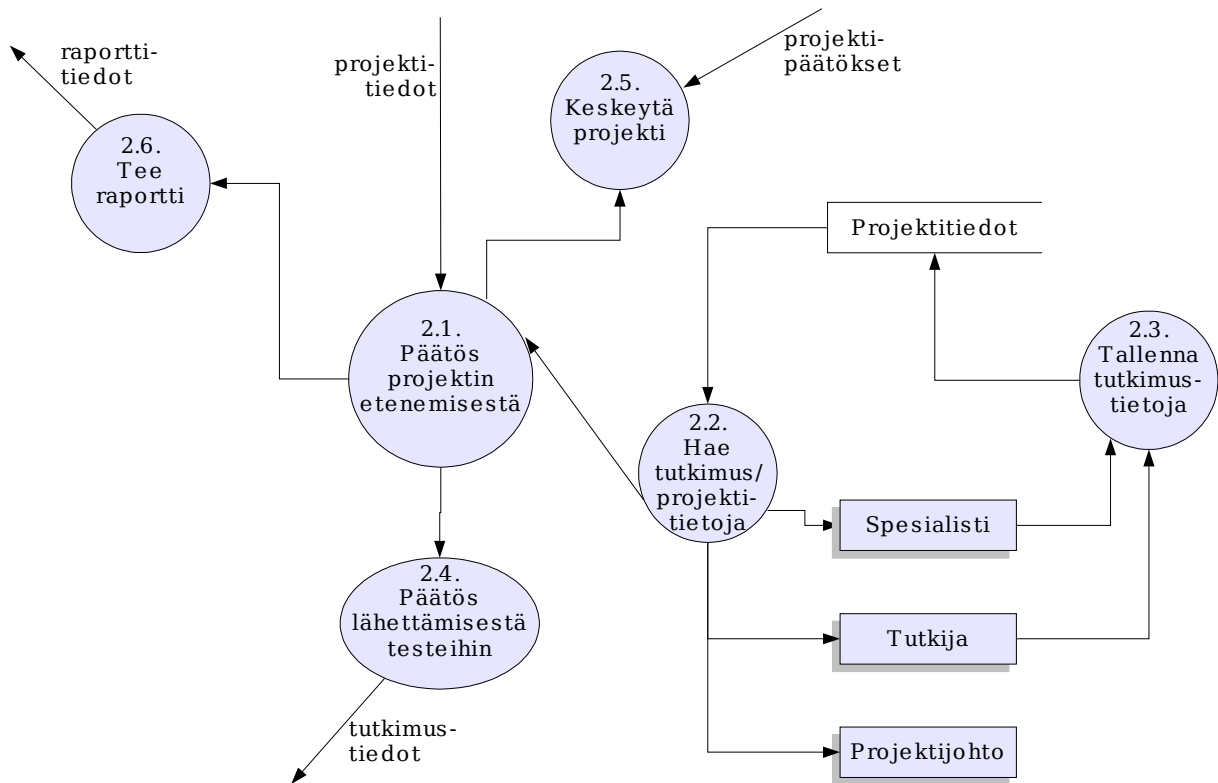 raportti-
tiedot
projekti-
tiedot
projekti-
päätökset
2.5.
Keskeytä
projekti
2.6.
Tee
raportti
Projektitiedot
2.1.
Päätös
projektin
etenemisestä
2.3.
Tallenna
tutkimus-
tietoja
2.2.
Hae
tutkimus/
projekti-
tietoja
Spesialisti
2.4.
Päätös
lähettämisestä
testeihin
Tutkija
tutkimus-
tiedot
Projektijohto